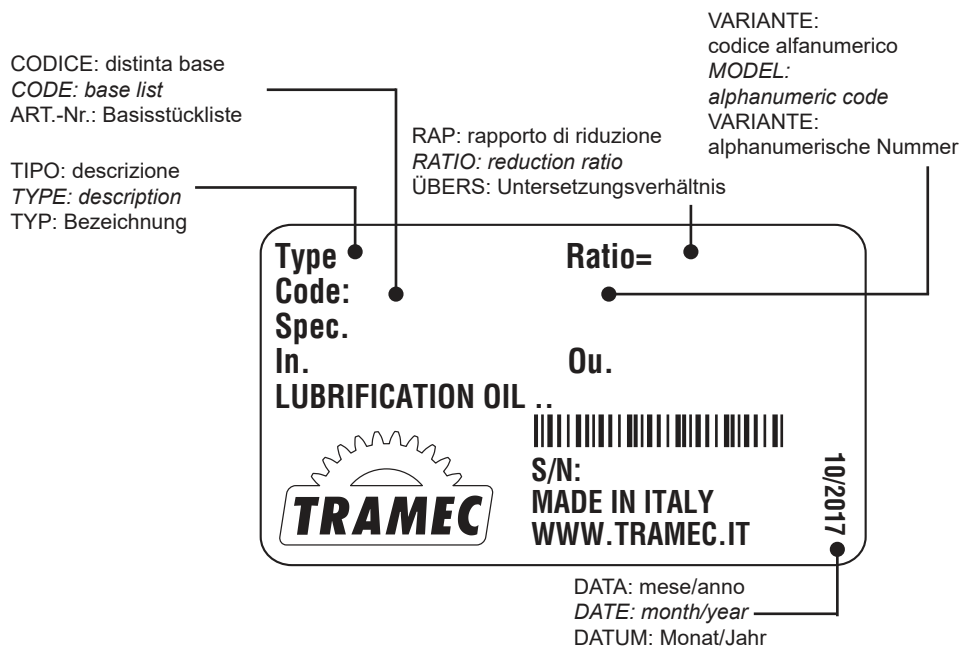 VARIANTE:
codice alfanumerico
MODEL:
alphanumeric code
VARIANTE:
alphanumerische Nummer
CODICE: distinta base
CODE: base list
ART.-Nr.: Basisstückliste
RAP: rapporto di riduzione
RATIO: reduction ratio
ÜBERS: Untersetzungsverhältnis
TIPO: descrizione
TYPE: description
TYP: Bezeichnung
Type Ratio=
Code:
Spec.
In. Ou.
LUBRIFICATION OIL ..
TRAMEC
S/N:
MADE IN ITALY
WWW.TRAMEC.IT
10/2017
DATA: mese/anno
DATE: month/year
DATUM: Monat/Jahr